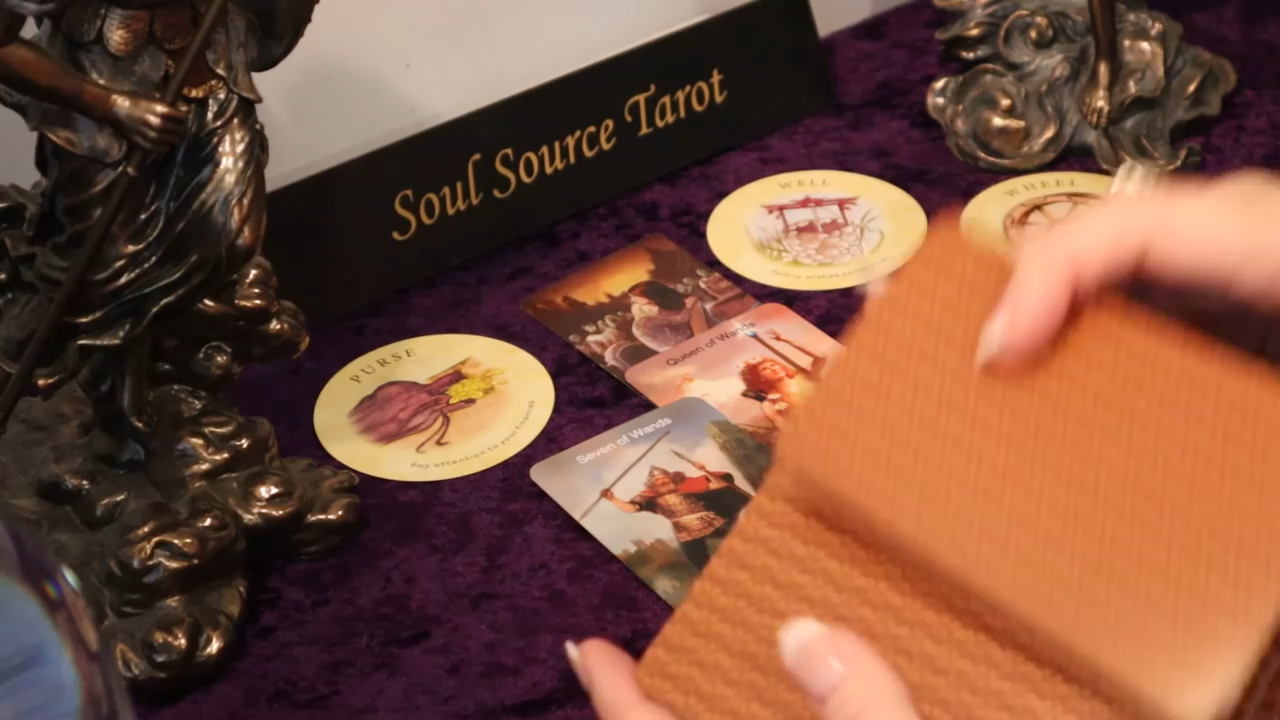 Soul Source Tarot
WELL
WHEEL
PURSE
Pay attention to your finances
Queen of Wands
Seven of Wands